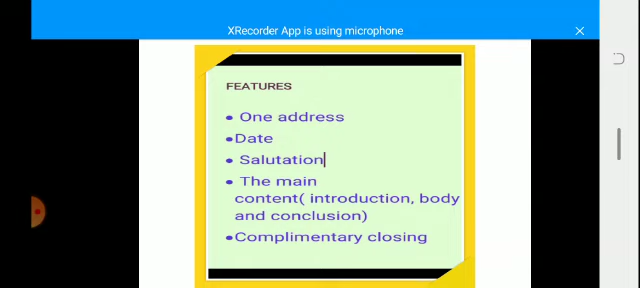 XRecorder App is using microphone
FEATURES
• One address
•Date
• Salutation
• The main
content( introduction, body
and conclusion)
•Complimentary closing